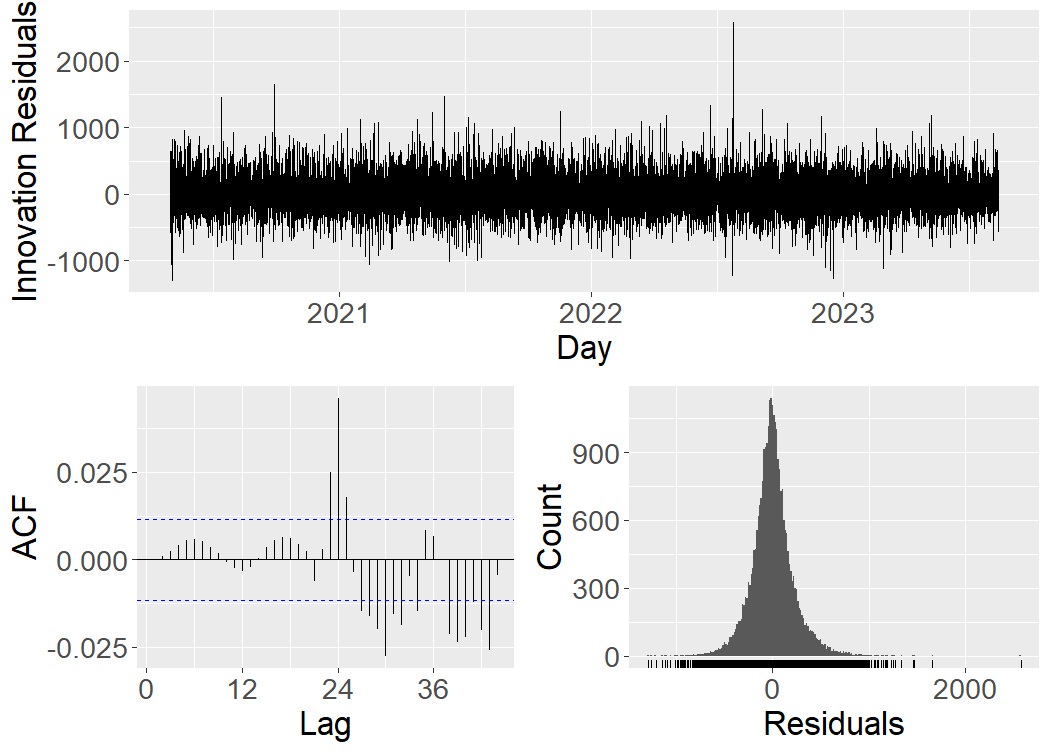 Innovation Residuals
2000
1000
0
-1000
2021 2022 2023
Day
ACF
0.025
0.000
-0.025
0 12 24 36
Lag
Count
900
600
300
0
0 2000
Residuals